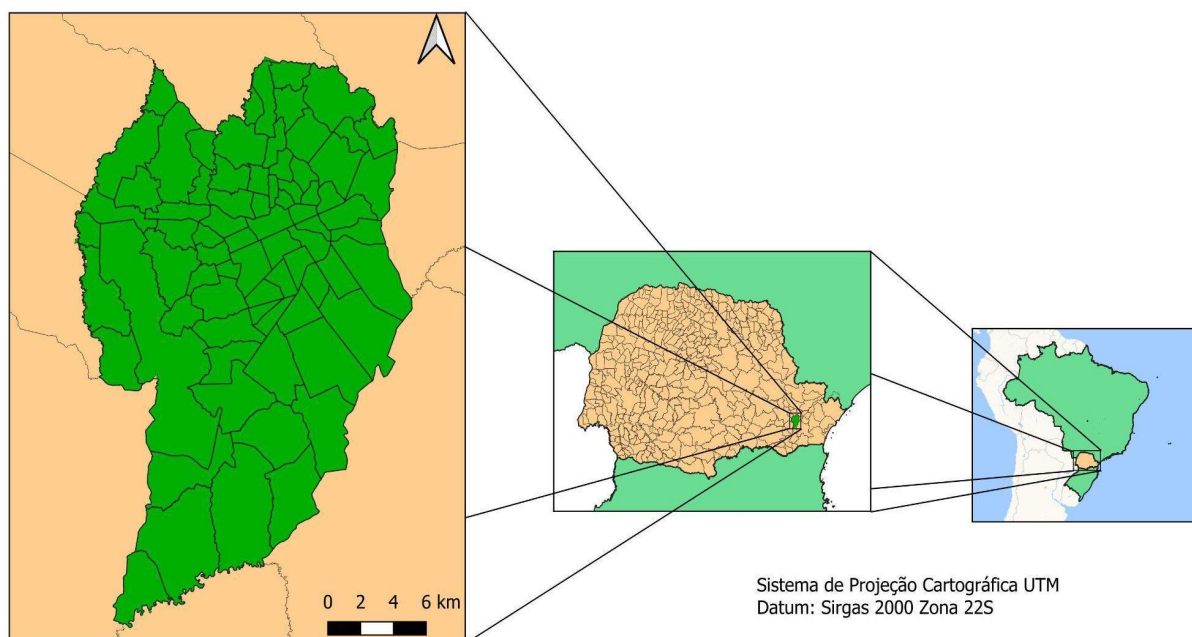 0 2 4 6 km
Sistema de Projeção Cartográfica UTM
Datum: Sirgas 2000 Zona 22S